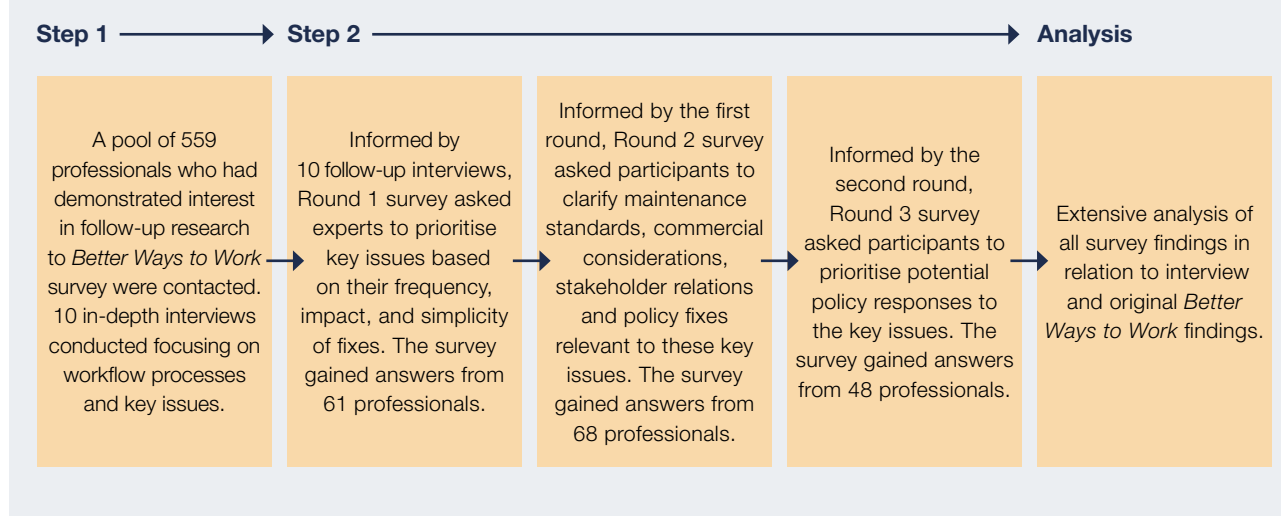 Step 1
Step 2
Analysis
A pool of 559
professionals who had
demonstrated interest
in follow-up research
to Better Ways to Work
survey were contacted.
10 in-depth interviews
conducted focusing on
workflow processes
and key issues.
Informed by
10 follow-up interviews,
Round 1 survey asked
experts to prioritise
key issues based
on their frequency,
impact, and simplicity
of fixes. The survey
gained answers from
61 professionals.
Informed by the first
round, Round 2 survey
asked participants to
clarify maintenance
standards, commercial
considerations,
stakeholder relations
and policy fixes
relevant to these key
issues. The survey
gained answers from
68 professionals.
Informed by the
second round,
Round 3 survey
asked participants to
prioritise potential
policy responses to
the key issues. The
survey gained answers
from 48 professionals.
Extensive analysis of
all survey findings in
relation to interview
and original Better
Ways to Work findings.